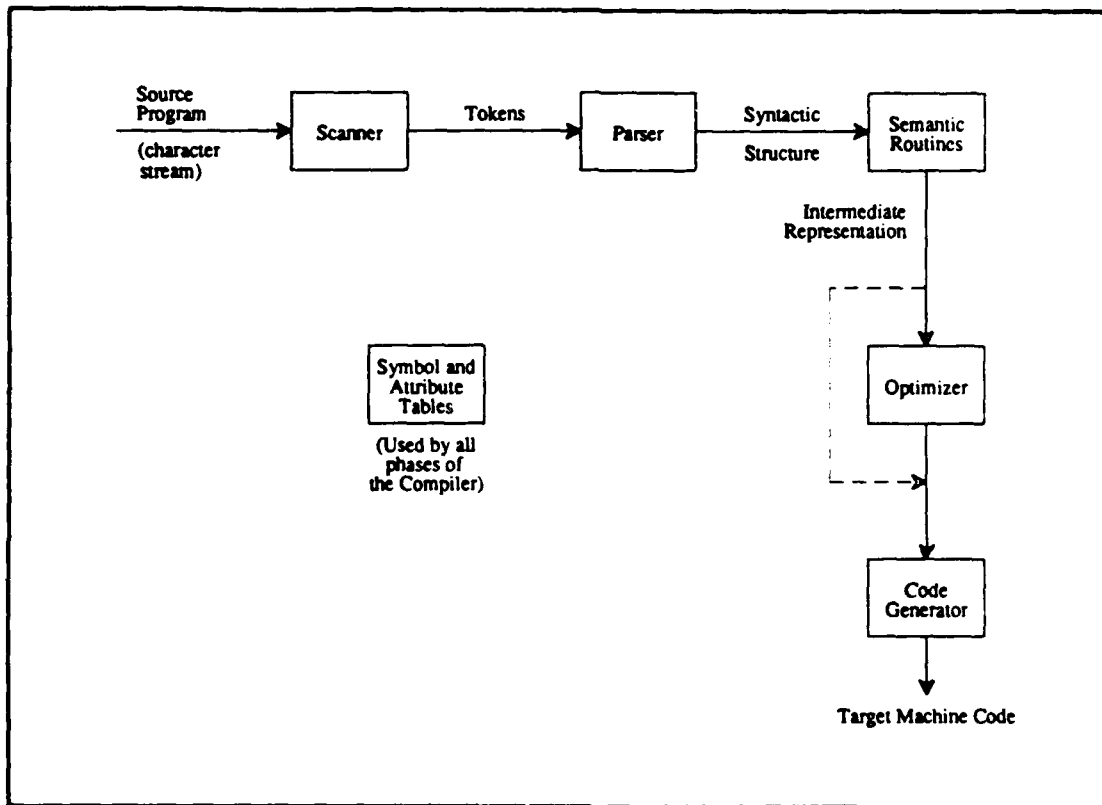 Source
Program
(character
stream)
Scanner
Tokens
Parser
Syntactic
Structure
Semantic
Routines
Intermediate
Representation
Symbol and
Attribute
Tables
(Used by all
phases of
the Compiler)
Optimizer
Code
Generator
Target Machine Code